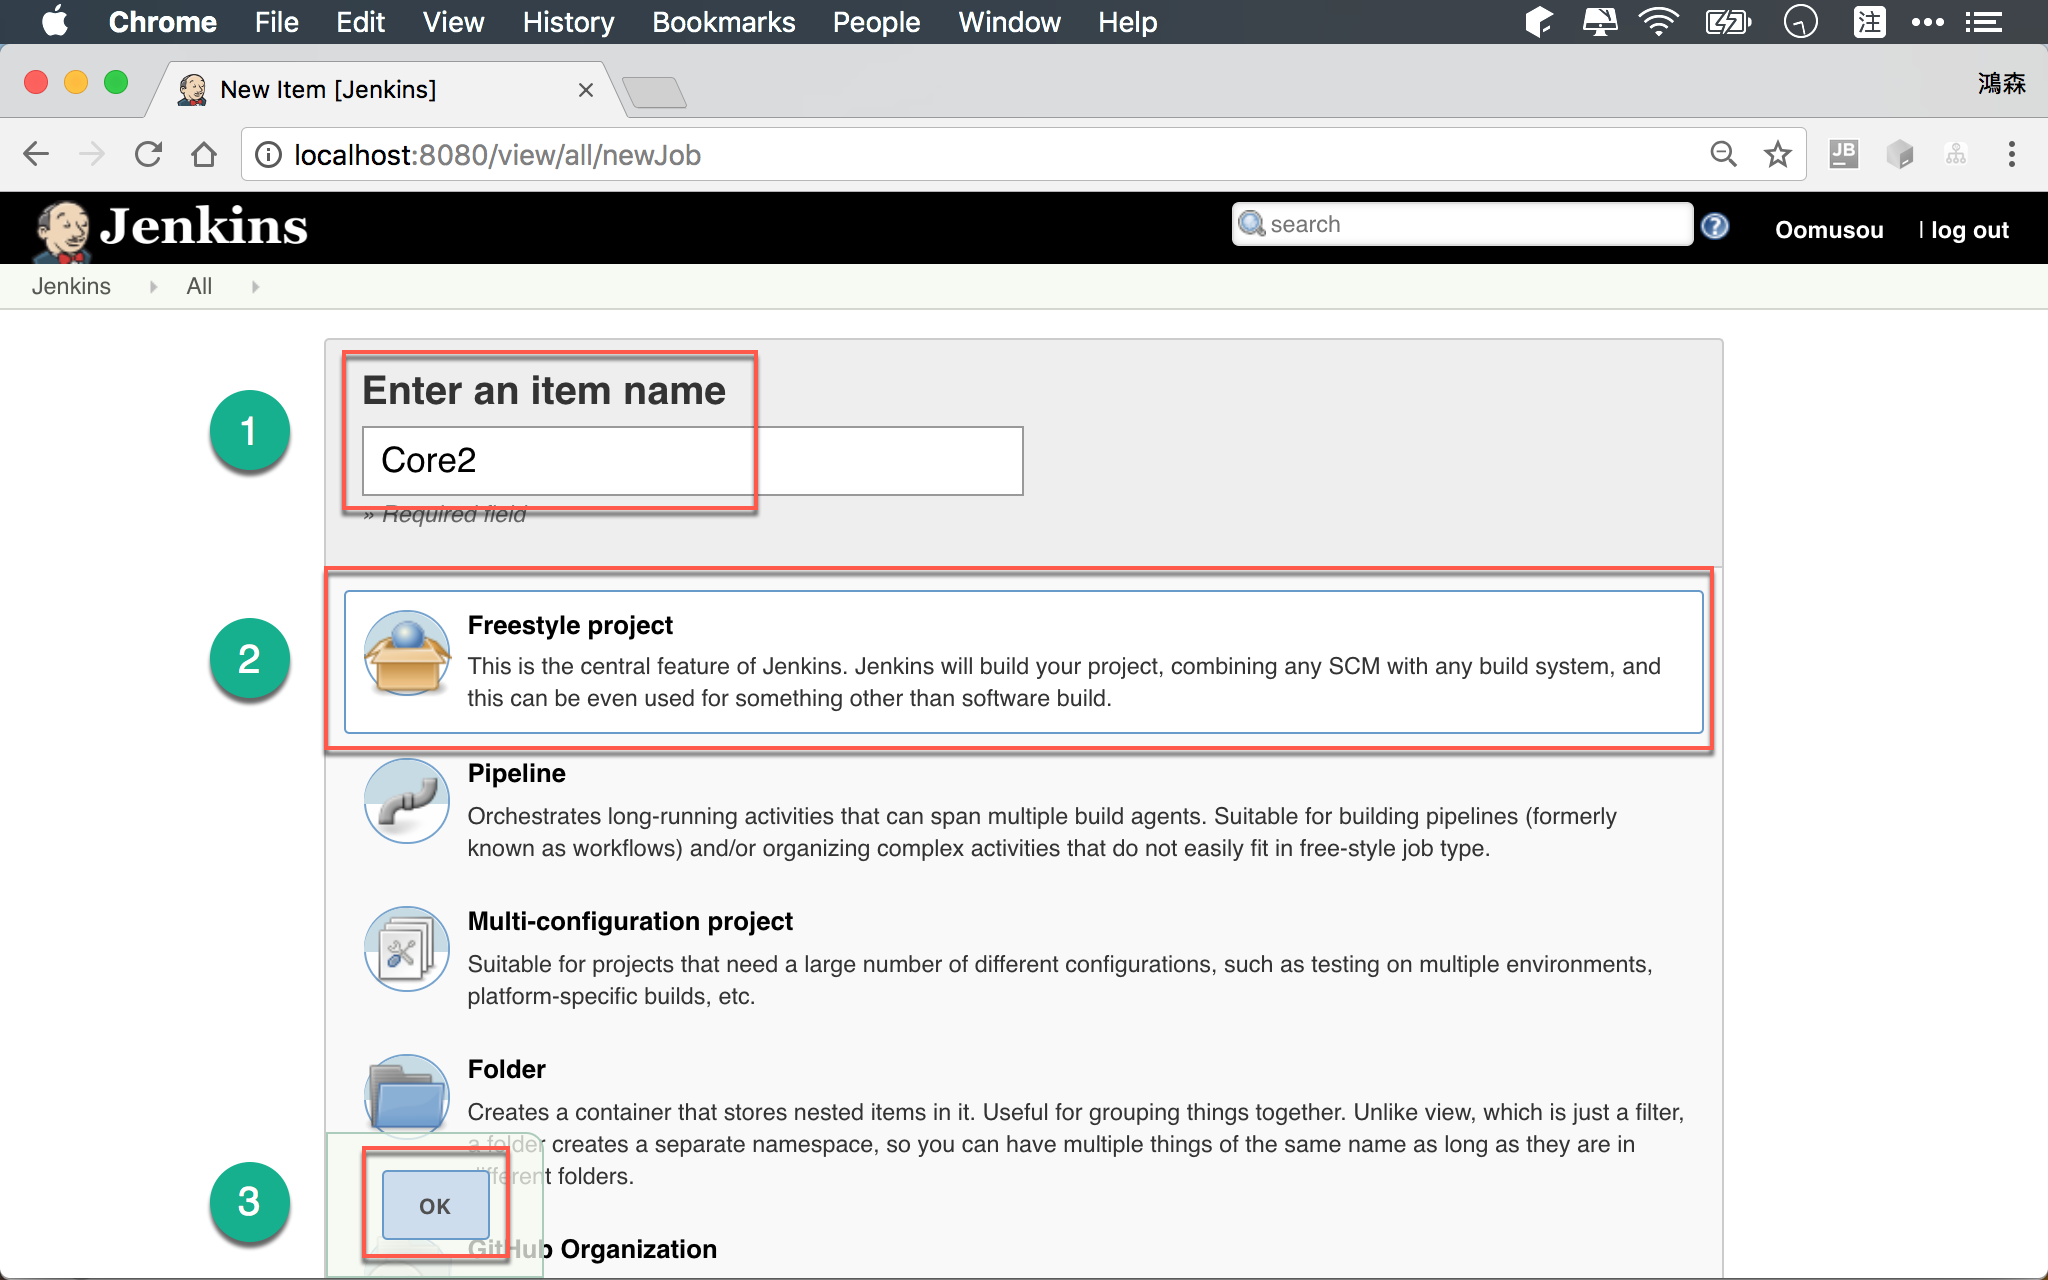 Chrome File Edit View History Bookmarks People Window Help 注
New Item [Jenkins] 鴻森
localhost:8080/view/all/newJob JB
Jenkins search ? Oomusou | log out
Jenkins All
Enter an item name
1
Core2
» Required field
Freestyle project
2
This is the central feature of Jenkins. Jenkins will build your project, combining any SCM with any build system, and
this can be even used for something other than software build.
Pipeline
Orchestrates long-running activities that can span multiple build agents. Suitable for building pipelines (formerly
known as workflows) and/or organizing complex activities that do not easily fit in free-style job type.
Multi-configuration project
Suitable for projects that need a large number of different configurations, such as testing on multiple environments,
platform-specific builds, etc.
Folder
Creates a container that stores nested items in it. Useful for grouping things together. Unlike view, which is just a filter,
a folder creates a separate namespace, so you can have multiple things of the same name as long as they are in
different folders.
3
OK
GitHub Organization